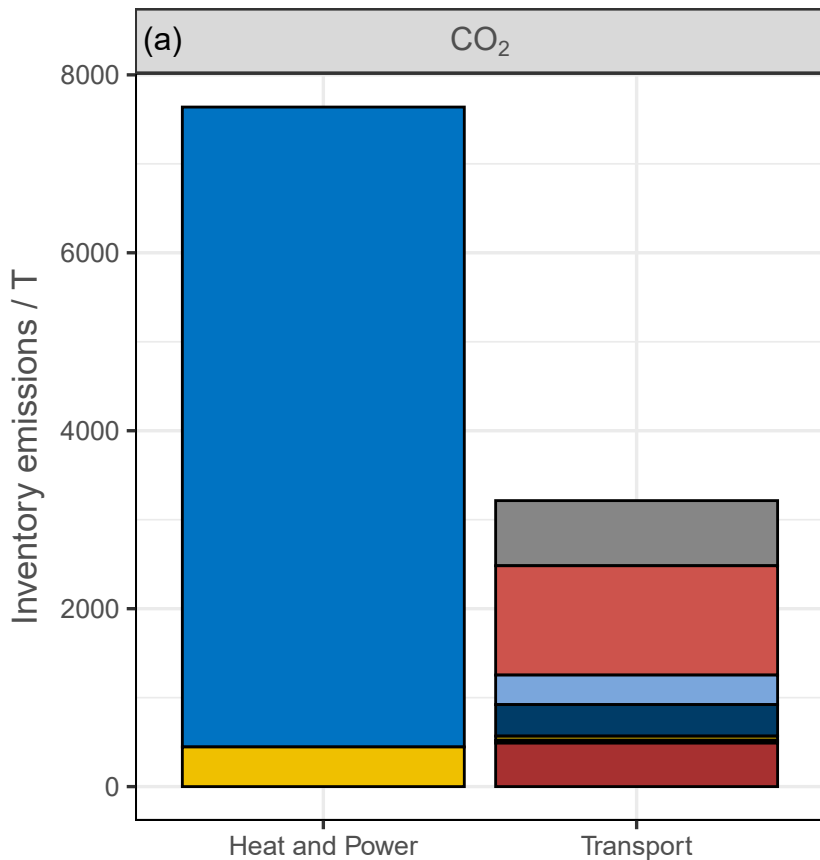 (a)
CO₂
Inventory emissions / T
8000
6000
4000
2000
0
Heat and Power
Transport